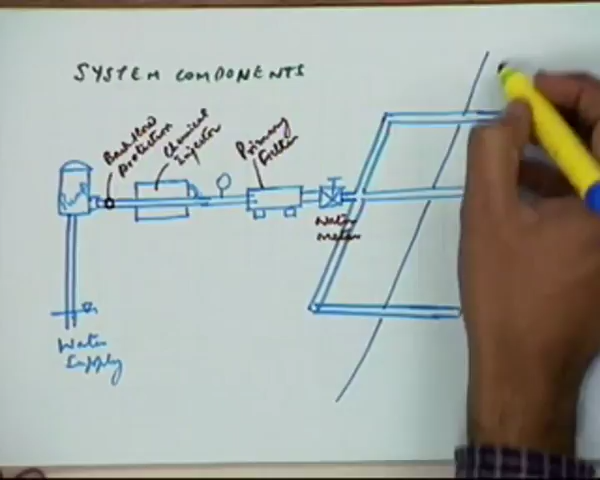 SYSTEM COMPONENTS
Backflow
protection
Chemical
Injector
Primary
Filter
Water
meter
Water
Supply